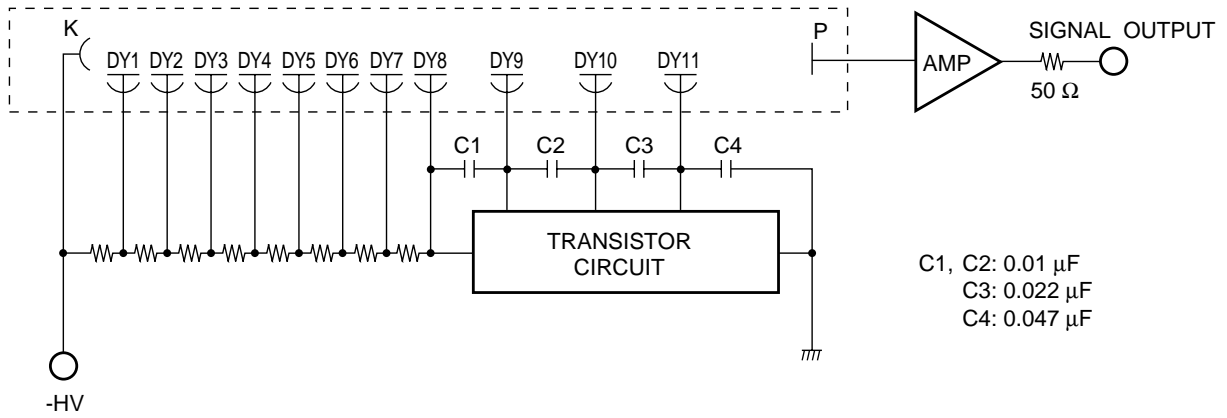 K
DY1 DY2 DY3 DY4 DY5 DY6 DY7 DY8 DY9 DY10 DY11
P
AMP
SIGNAL OUTPUT
50 Ω
C1 C2 C3 C4
TRANSISTOR
CIRCUIT
C1, C2: 0.01 µF
C3: 0.022 µF
C4: 0.047 µF
-HV